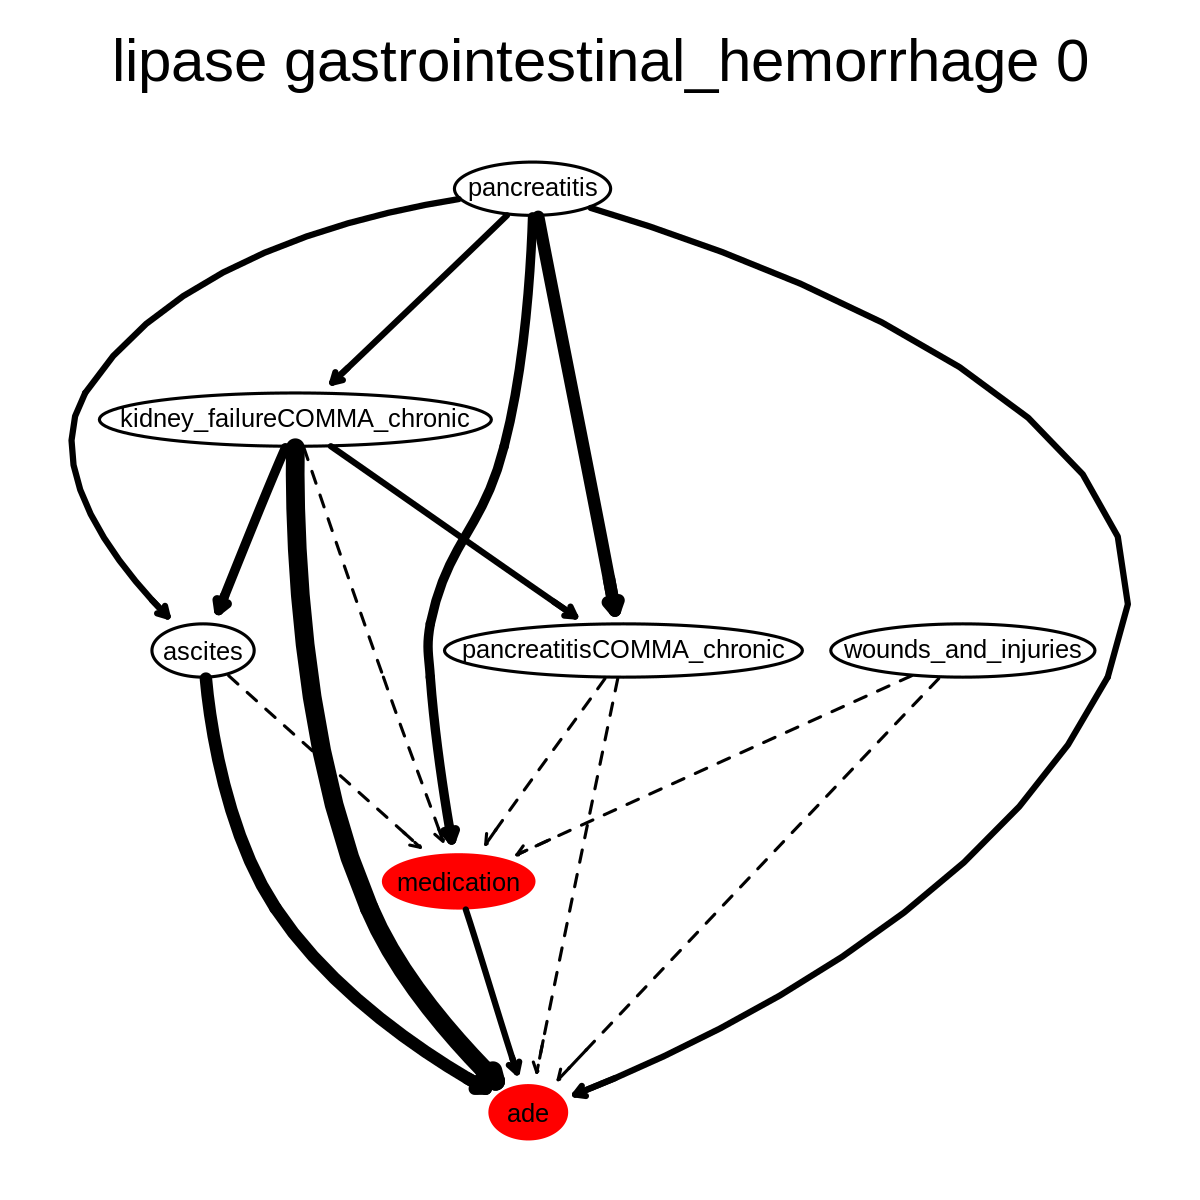 lipase gastrointestinal_hemorrhage 0
pancreatitis
kidney_failureCOMMA_chronic
ascites
pancreatitisCOMMA_chronic
wounds_and_injuries
medication
ade